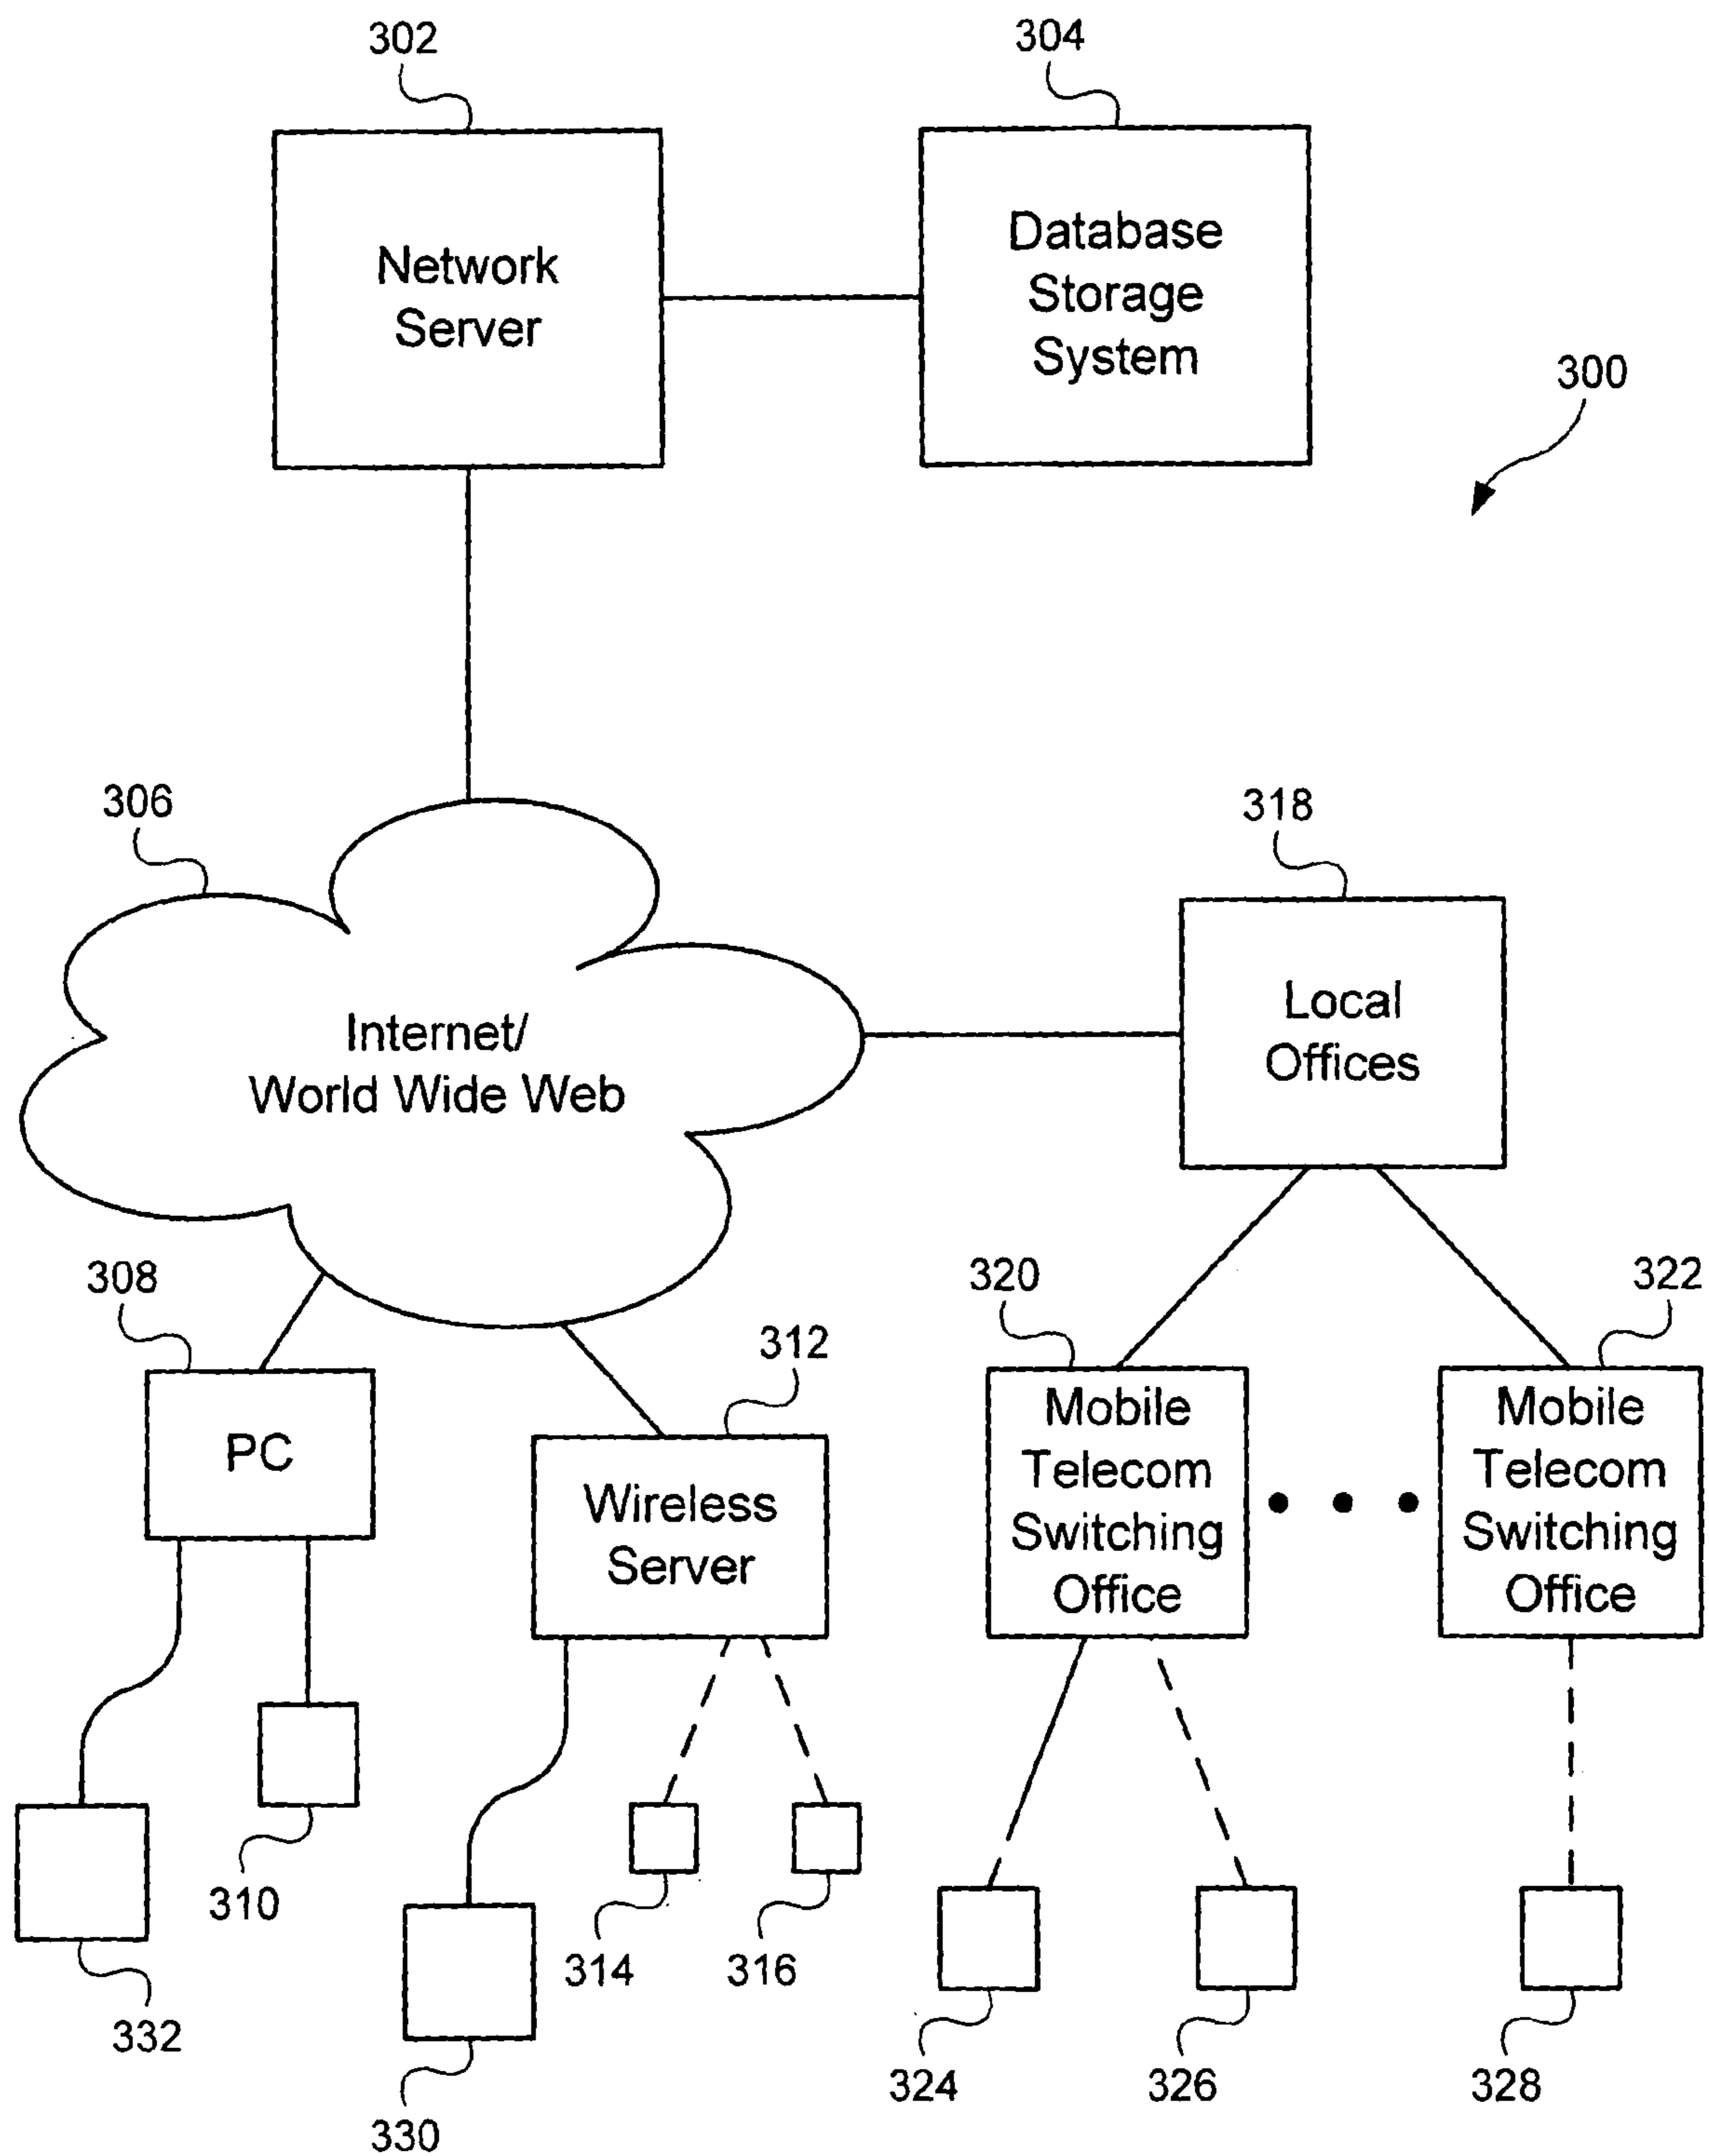 302
304
Network
Server
Database
Storage
System
300
306
318
Internet/
World Wide Web
Local
Offices
308
312
320
322
PC
Wireless
Server
Mobile
Telecom
Switching
Office
Mobile
Telecom
Switching
Office
310
314
316
332
330
324
326
328